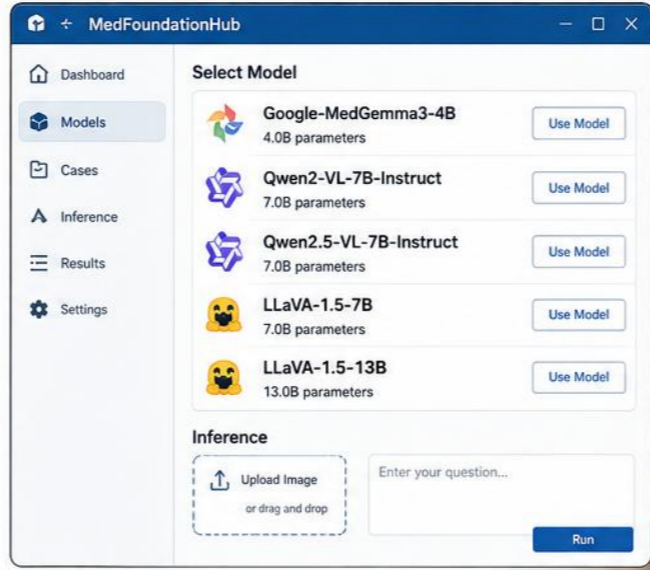 MedFoundationHub
Dashboard
Models
Cases
Inference
Results
Settings
Select Model
Google-MedGemma3-4B
4.0B parameters
Use Model
Qwen2-VL-7B-Instruct
7.0B parameters
Use Model
Qwen2.5-VL-7B-Instruct
7.0B parameters
Use Model
LLaVA-1.5-7B
7.0B parameters
Use Model
LLaVA-1.5-13B
13.0B parameters
Use Model
Inference
Upload Image
or drag and drop
Enter your question...
Run